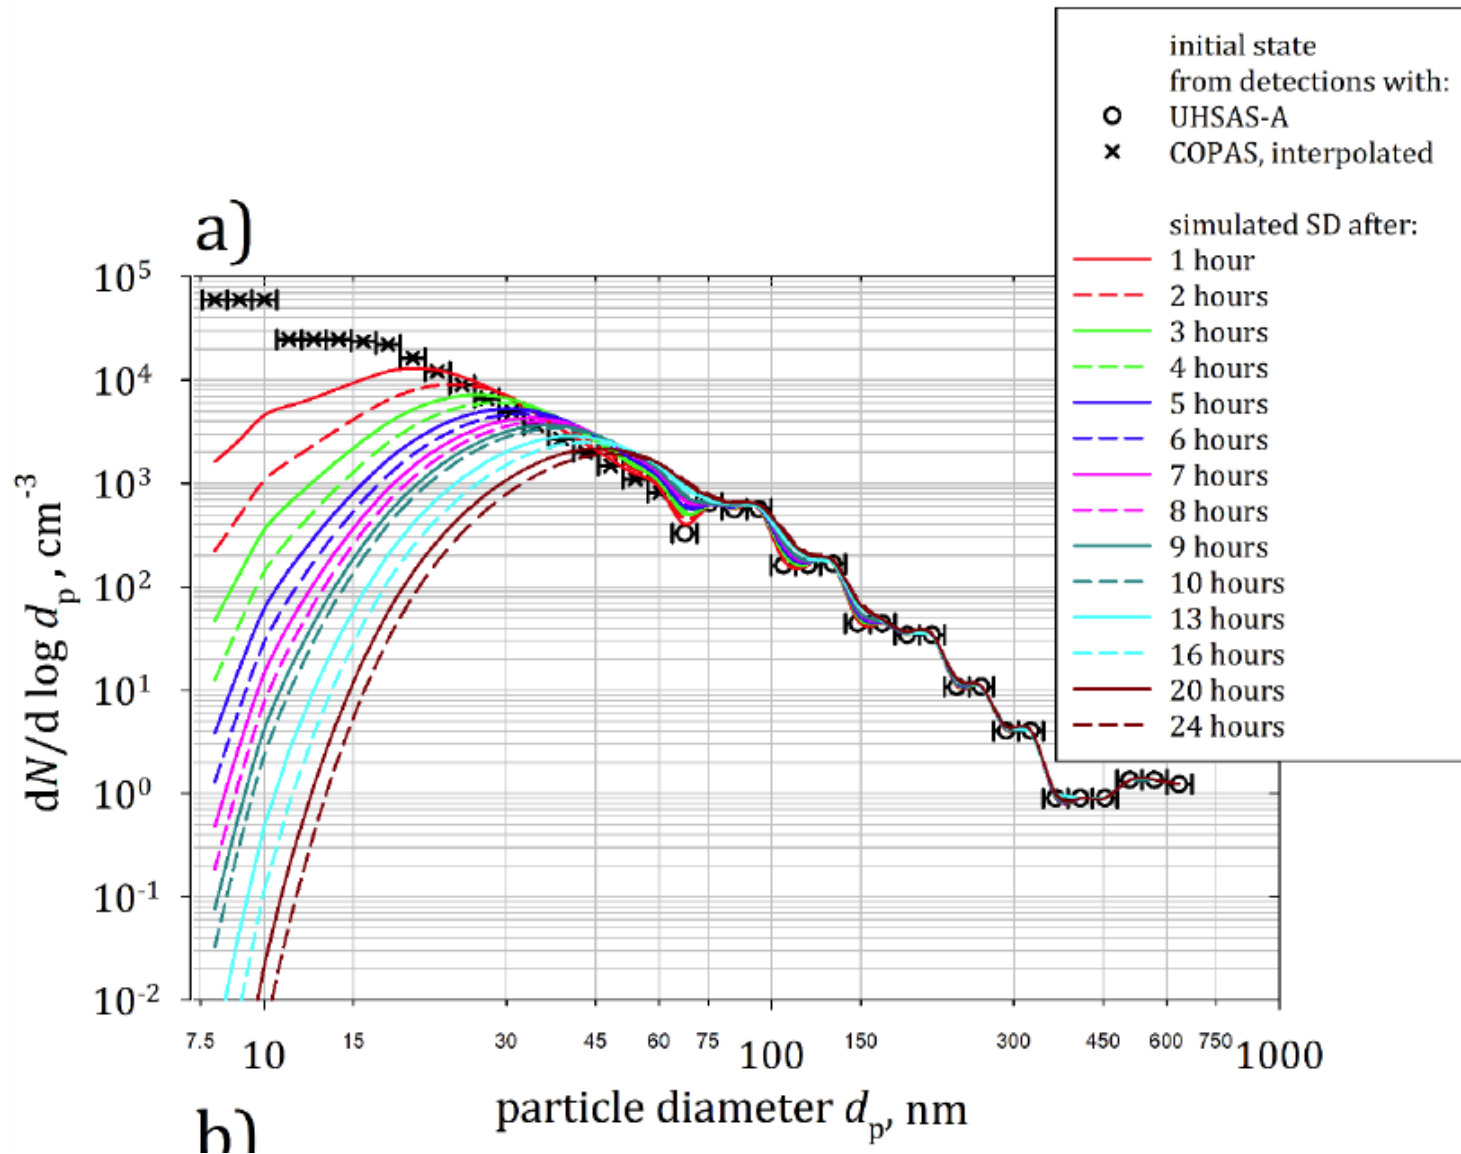 initial state
from detections with:
UHSAS-A
COPAS, interpolated
simulated SD after:
1 hour
2 hours
3 hours
4 hours
5 hours
6 hours
7 hours
8 hours
9 hours
10 hours
13 hours
16 hours
20 hours
24 hours
a)
10⁵
10⁴
10³
10²
10¹
10⁰
10⁻¹
10⁻²
dN/d log dₚ, cm⁻³
7.5 10 15 30 45 60 75 100 150 300 450 600 750 1000
particle diameter dₚ, nm
b)